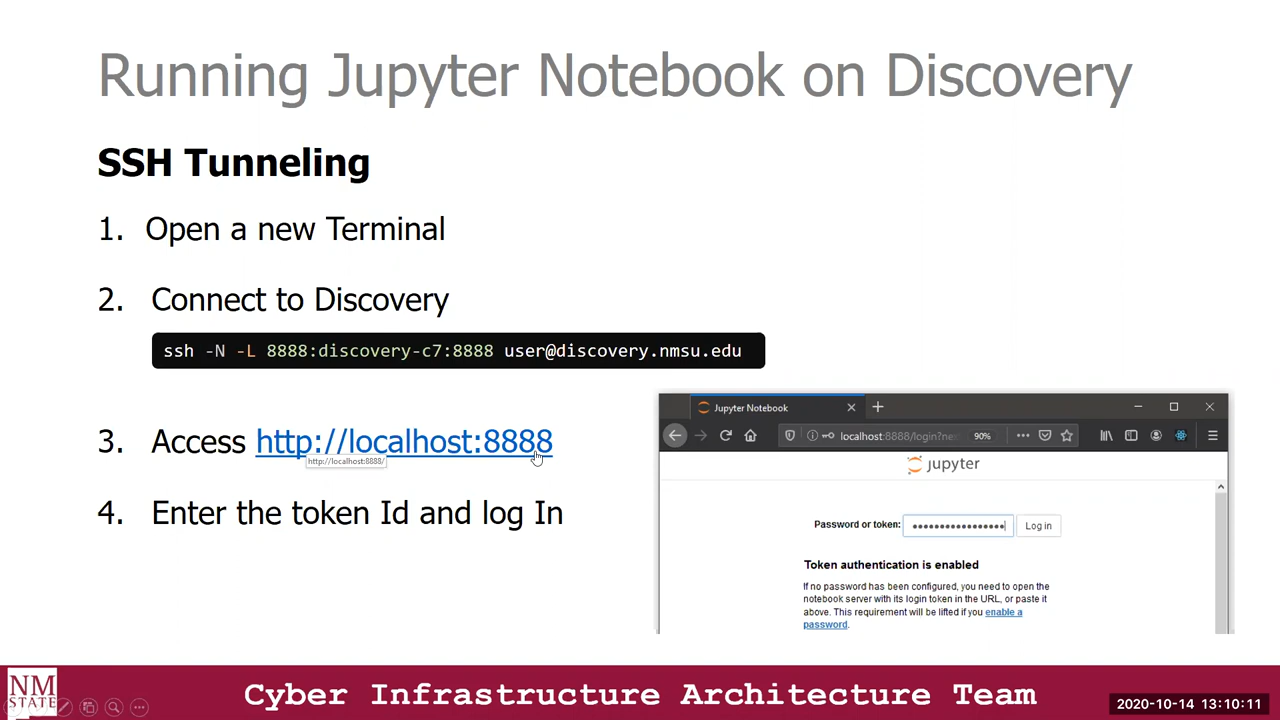 Running Jupyter Notebook on Discovery
SSH Tunneling
1. Open a new Terminal
2. Connect to Discovery
ssh -N -L 8888:discovery-c7:8888 user@discovery.nmsu.edu
3. Access http://localhost:8888
http://localhost:8888/
4. Enter the token Id and log In
Jupyter Notebook
localhost:8888/login?ne
90%
jupyter
Password or token:
Log in
Token authentication is enabled
If no password has been configured, you need to open the
notebook server with its login token in the URL, or paste it
above. This requirement will be lifted if you enable a
password.
NM
STATE
Cyber Infrastructure Architecture Team
2020-10-14 13:10:11